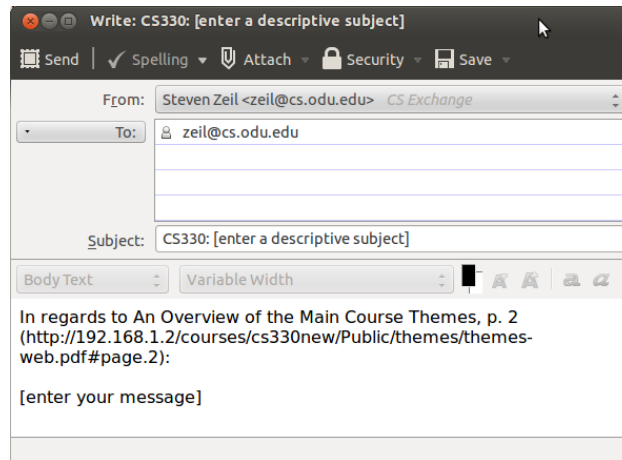 Write: CS330: [enter a descriptive subject]
Send Spelling Attach Security Save
From: Steven Zeil <zeil@cs.odu.edu> CS Exchange
To: zeil@cs.odu.edu
Subject: CS330: [enter a descriptive subject]
Body Text Variable Width
In regards to An Overview of the Main Course Themes, p. 2
(http://192.168.1.2/courses/cs330new/Public/themes/themes-
web.pdf#page.2):
[enter your message]